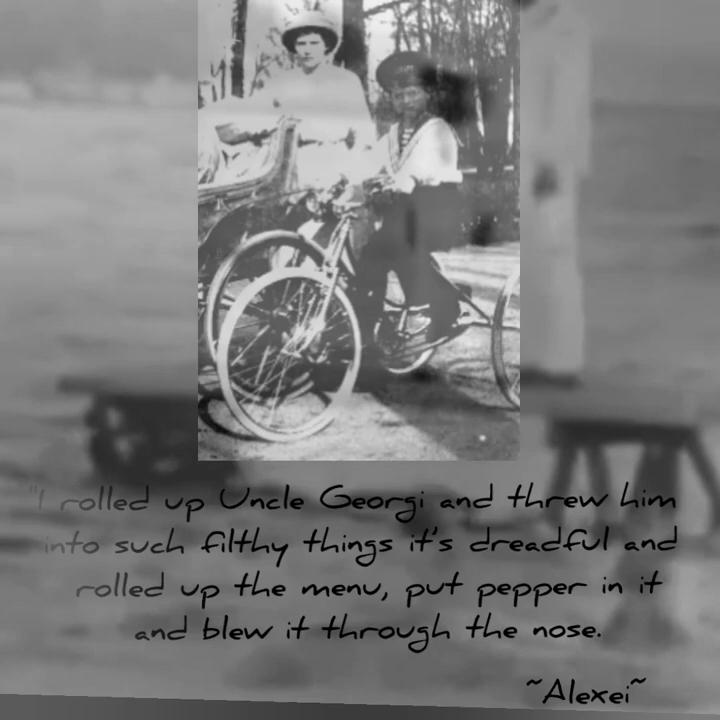 "I rolled up Uncle Georgi and threw him
into such filthy things it's dreadful and
rolled up the menu, put pepper in it
and blew it through the nose.
~Alexei~